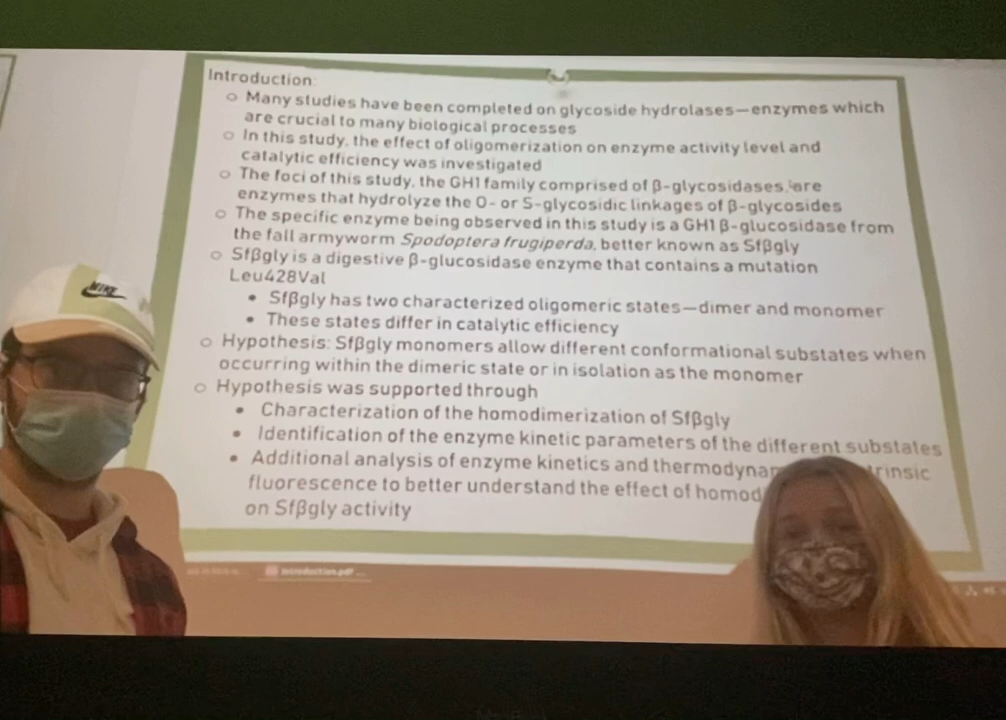 Introduction:
○ Many studies have been completed on glycoside hydrolases—enzymes which
are crucial to many biological processes
○ In this study, the effect of oligomerization on enzyme activity level and
catalytic efficiency was investigated
○ The foci of this study, the GH1 family comprised of β-glycosidases, are
enzymes that hydrolyze the O- or S-glycosidic linkages of β-glycosides
○ The specific enzyme being observed in this study is a GH1 β-glucosidase from
the fall armyworm Spodoptera frugiperda, better known as Sfβgly
○ Sfβgly is a digestive β-glucosidase enzyme that contains a mutation
Leu428Val
• Sfβgly has two characterized oligomeric states—dimer and monomer
• These states differ in catalytic efficiency
○ Hypothesis: Sfβgly monomers allow different conformational substates when
occurring within the dimeric state or in isolation as the monomer
○ Hypothesis was supported through
• Characterization of the homodimerization of Sfβgly
• Identification of the enzyme kinetic parameters of the different substates
• Additional analysis of enzyme kinetics and thermodynam trinsic
fluorescence to better understand the effect of homod
on Sfβgly activity
NIKE
Introduction.pdf